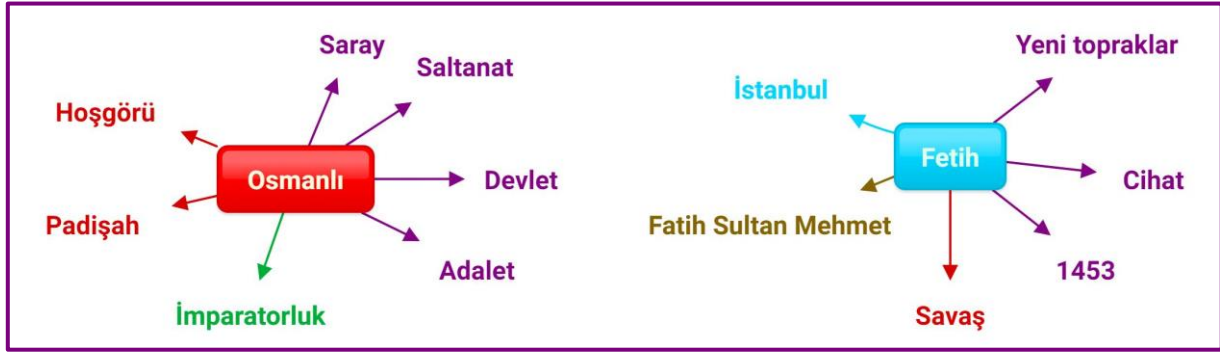 Saray
Saltanat
Hoşgörü
Osmanlı
Devlet
Padişah
Adalet
İmparatorluk
Yeni topraklar
İstanbul
Fetih
Cihat
Fatih Sultan Mehmet
1453
Savaş